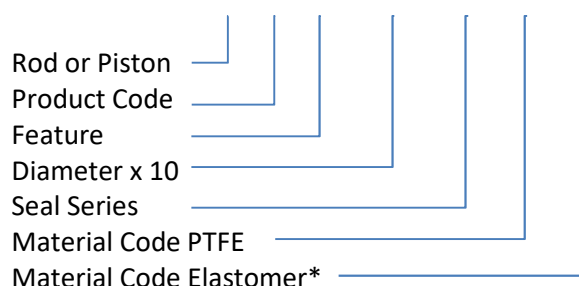 Rod or Piston
Product Code
Feature
Diameter x 10
Seal Series
Material Code PTFE
Material Code Elastomer*